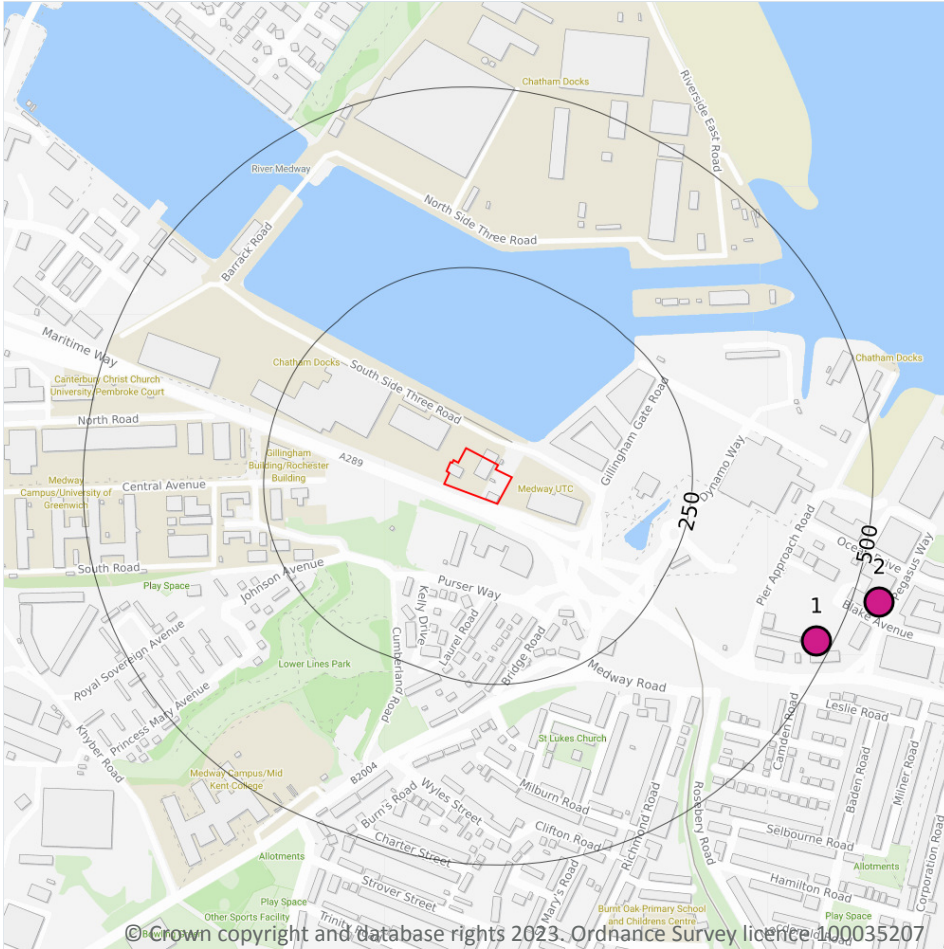 Chatham Docks
Riverside East Road
River Medway
North Side Three Road
Barrack Road
Maritime Way
Chatham Docks
South Side Three Road
Chatham Docks
Canterbury Christ Church
University, Pembroke Court
North Road
Gillingham Gate Road
Gillingham
Building/Rochester
Building
A289
Medway
Campus/University of
Greenwich
Central Avenue
Medway UTC
Dynamo Way
250
Pier Approach Road
500
Pegasus Way
2
Blake Avenue
1
South Road
Play Space
Johnson Avenue
Purser Way
Kelly Drive
Laurel Road
Bridge Road
Royal Sovereign Avenue
Lower Lines Park
Cumberland Road
Medway Road
Princess Mary Avenue
Khyber Road
Leslie Road
Camden Road
St Lukes Church
Baden Road
Milner Road
Medway Campus/Mid
Kent College
B2004
Burn's Road
Wyles Street
Milburn Road
Richmond Road
Rosebery Road
Clifton Road
Selbourne Road
Charter Street
Allotments
Allotments
Corporation Road
Strover Street
Mary's Road
Hamilton Road
Play Space
Other Sports Facility
Burnt Oak Primary School
and Childrens Centre
Play Space
© Crown copyright and database rights 2023. Ordnance Survey licence 100035207